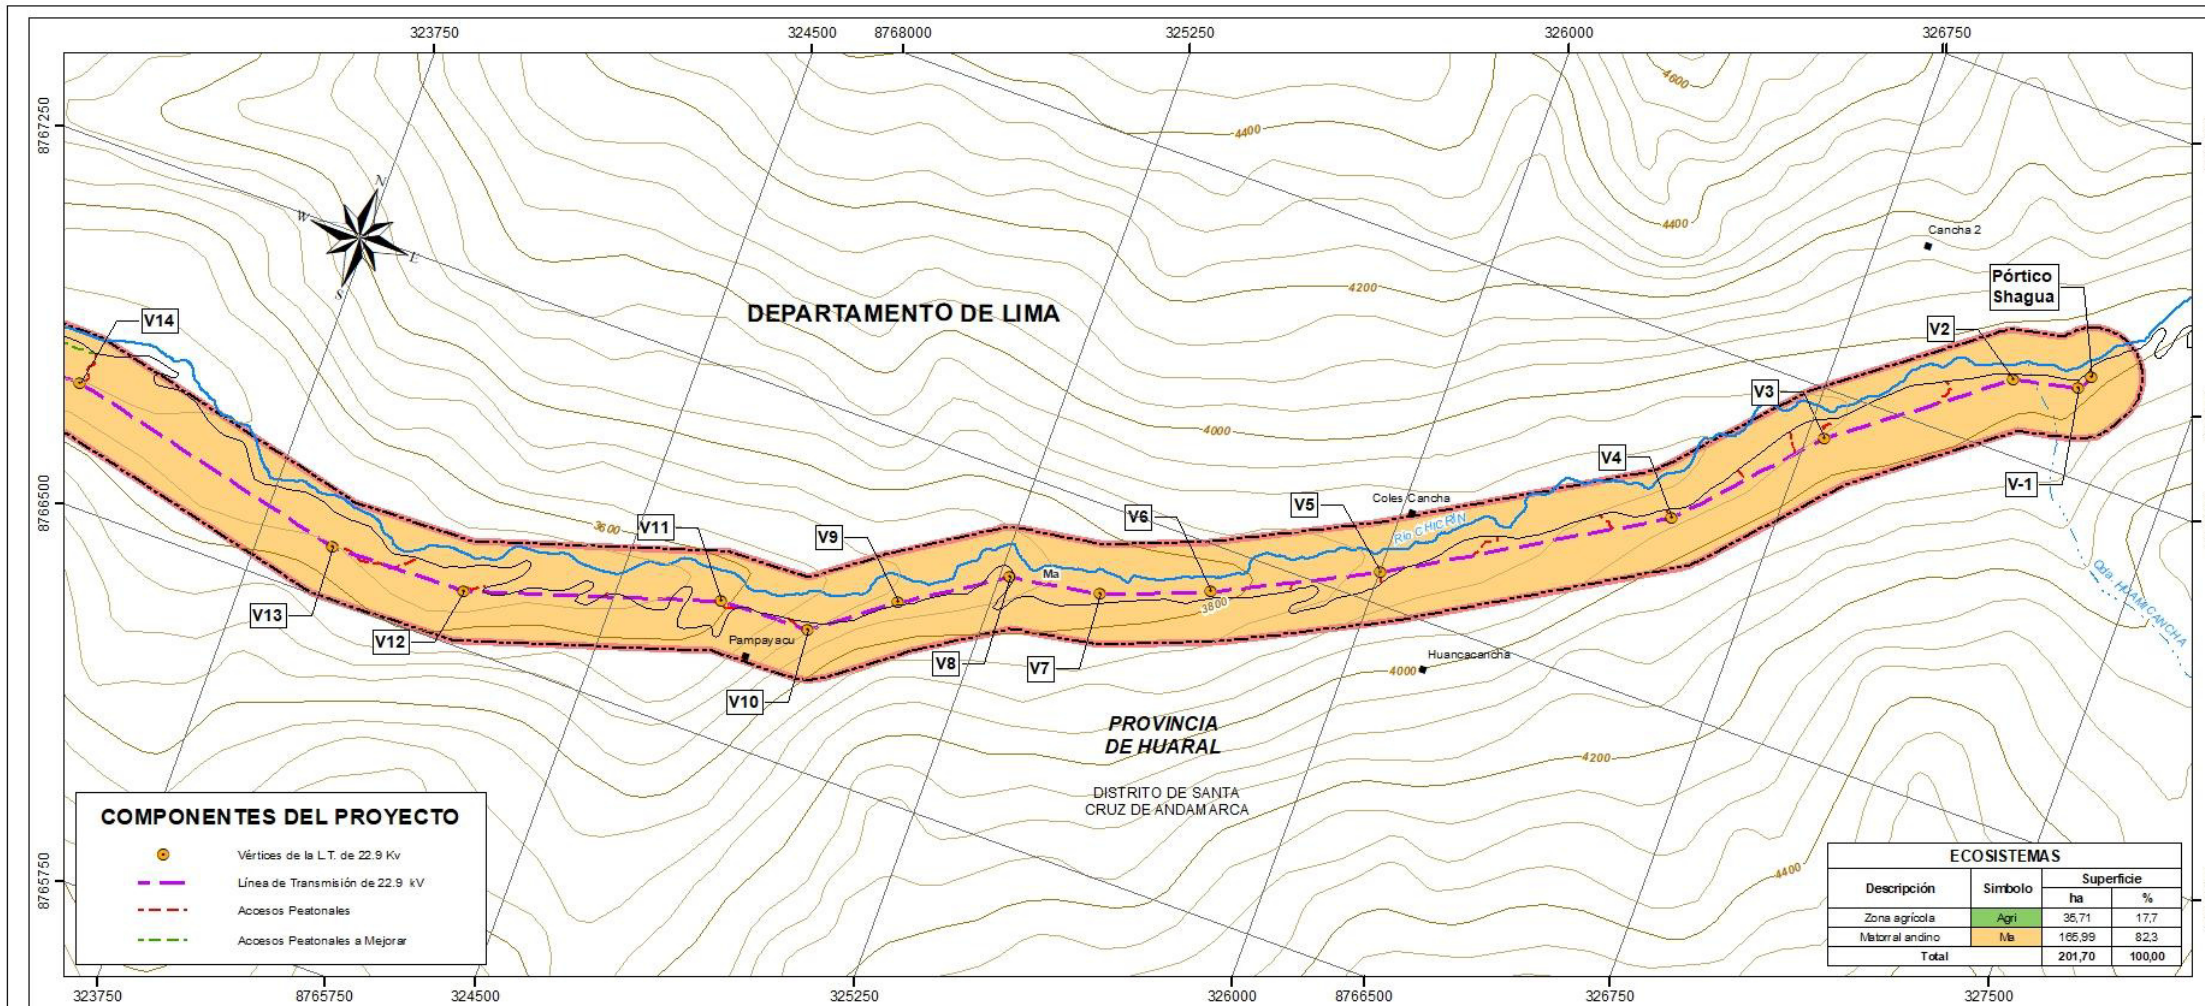 323750
324500
8768000
325250
326000
326750
8767250
8766500
8765750
N
W
E
S
4600
4400
4400
4200
4000
3600
3800
4000
4200
4400
Cancha 2
Pórtico
Shagua
DEPARTAMENTO DE LIMA
V14
V2
V3
V4
V-1
V5
V6
V9
V11
Coles Cancha
Río CHICRÍN
Ma
Qda. HUAMICANCHA
V13
V12
Pampayacu
V10
V8
V7
Huancacancha
PROVINCIA
DE HUARAL
DISTRITO DE SANTA
CRUZ DE ANDAMARCA
COMPONENTES DEL PROYECTO
Vértices de la L.T. de 22.9 Kv
Línea de Transmisión de 22.9 kV
Accesos Peatonales
Accesos Peatonales a Mejorar
ECOSISTEMAS
Descripción Simbolo Superficie
ha %
Zona agrícola Agri 35,71 17,7
Matorral andino Ma 165,99 82,3
Total 201,70 100,00
323750
8765750
324500
325250
326000
8766500
326750
327500